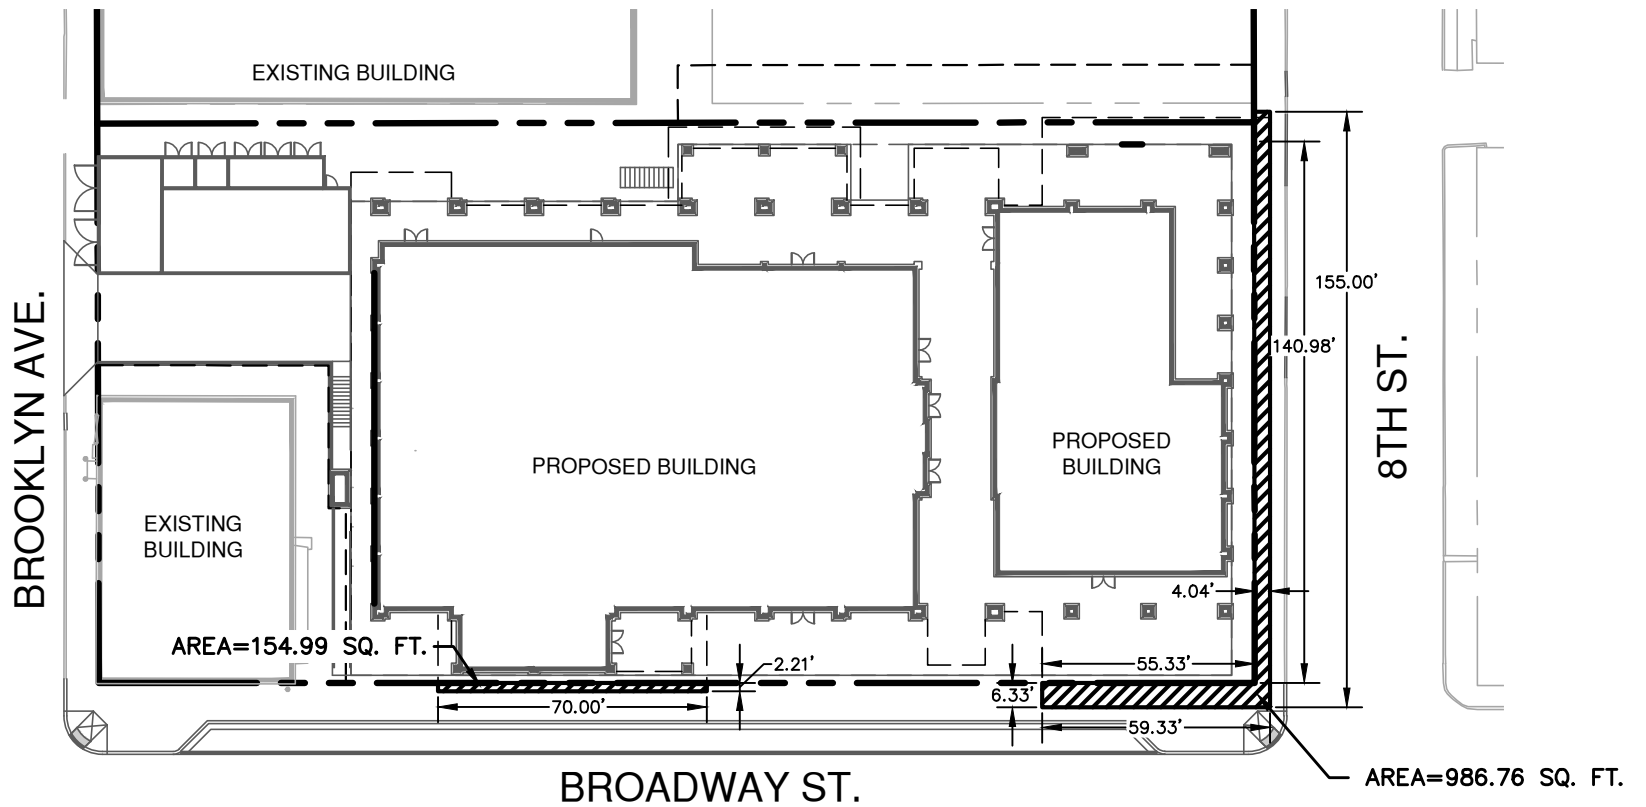 EXISTING BUILDING
155.00’
140.98’
BROOKLYN AVE.
8TH ST.
PROPOSED
BUILDING
PROPOSED BUILDING
EXISTING
BUILDING
4.04’
AREA=154.99 SQ. FT.
2.21’
55.33’
6.33’
70.00’
59.33’
AREA=986.76 SQ. FT.
BROADWAY ST.